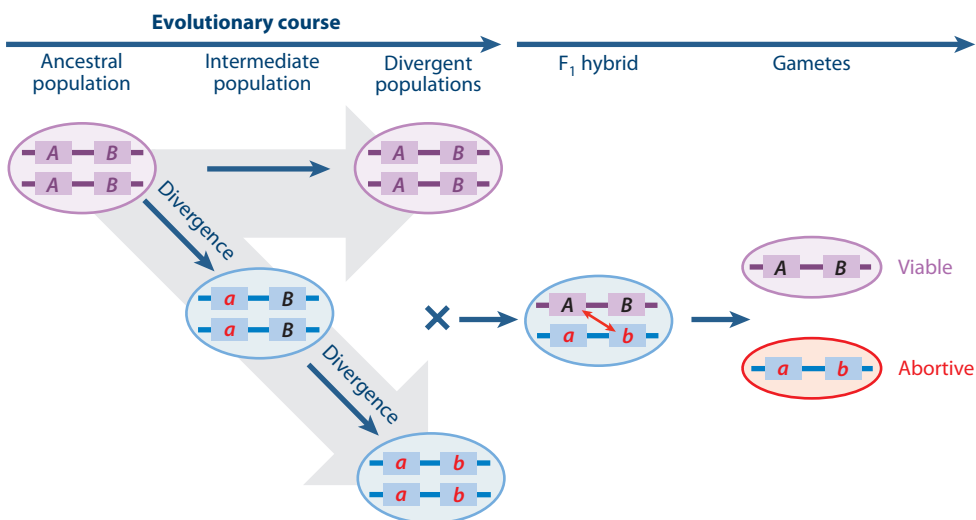 Evolutionary course
Ancestral
population
Intermediate
population
Divergent
populations
F₁ hybrid
Gametes
A B
A B
A B
A B
Divergence
a B
a B
Divergence
a b
a b
A B
a b
A B
Viable
a b
Abortive